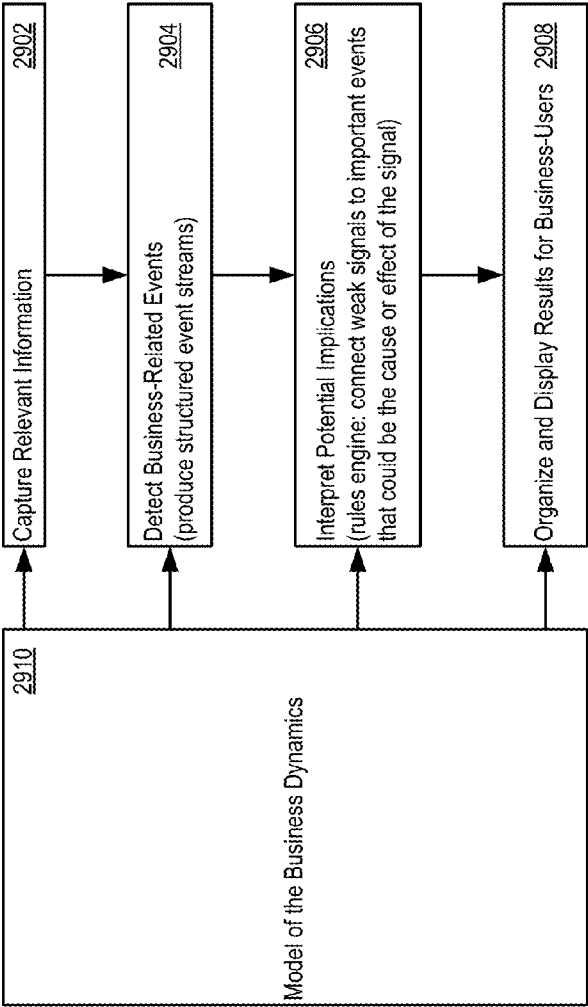 2902
Capture Relevant Information
2904
Detect Business-Related Events
(produce structured event streams)
2906
Interpret Potential Implications
(rules engine: connect weak signals to important events
that could be the cause or effect of the signal)
2908
Organize and Display Results for Business-Users
2910
Model of the Business Dynamics